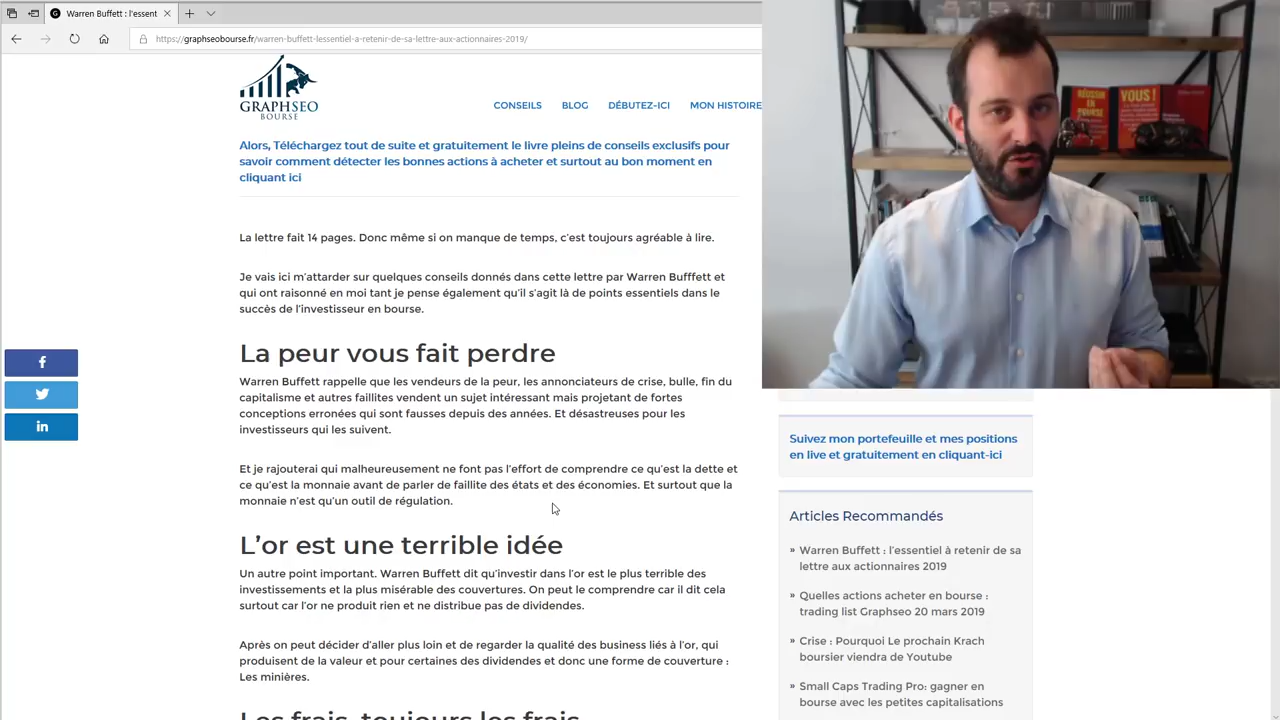 Warren Buffett : l'essent
https://graphseobourse.fr/warren-buffett-lessentiel-a-retenir-de-sa-lettre-aux-actionnaires-2019/
GRAPHSEO
BOURSE
CONSEILS BLOG DÉBUTEZ-ICI MON HISTOIRE
Alors, Téléchargez tout de suite et gratuitement le livre pleins de conseils exclusifs pour
savoir comment détecter les bonnes actions à acheter et surtout au bon moment en
cliquant ici
La lettre fait 14 pages. Donc même si on manque de temps, c'est toujours agréable à lire.
Je vais ici m'attarder sur quelques conseils donnés dans cette lettre par Warren Bufffett et
qui ont raisonné en moi tant je pense également qu'il s'agit là de points essentiels dans le
succès de l'investisseur en bourse.
La peur vous fait perdre
Warren Buffett rappelle que les vendeurs de la peur, les annonciateurs de crise, bulle, fin du
capitalisme et autres faillites vendent un sujet intéressant mais projetant de fortes
conceptions erronées qui sont fausses depuis des années. Et désastreuses pour les
investisseurs qui les suivent.
Et je rajouterai qui malheureusement ne font pas l'effort de comprendre ce qu'est la dette et
ce qu'est la monnaie avant de parler de faillite des états et des économies. Et surtout que la
monnaie n'est qu'un outil de régulation.
L'or est une terrible idée
Un autre point important. Warren Buffett dit qu'investir dans l'or est le plus terrible des
investissements et la plus misérable des couvertures. On peut le comprendre car il dit cela
surtout car l'or ne produit rien et ne distribue pas de dividendes.
Après on peut décider d'aller plus loin et de regarder la qualité des business liés à l'or, qui
produisent de la valeur et pour certaines des dividendes et donc une forme de couverture :
Les minières.
Les frais, toujours les frais
RÉUSSIR
EN
BOURSE
VOUS !
Suivez mon portefeuille et mes positions
en live et gratuitement en cliquant-ici
Articles Recommandés
» Warren Buffett : l'essentiel à retenir de sa
lettre aux actionnaires 2019
» Quelles actions acheter en bourse :
trading list Graphseo 20 mars 2019
» Crise : Pourquoi Le prochain Krach
boursier viendra de Youtube
» Small Caps Trading Pro: gagner en
bourse avec les petites capitalisations